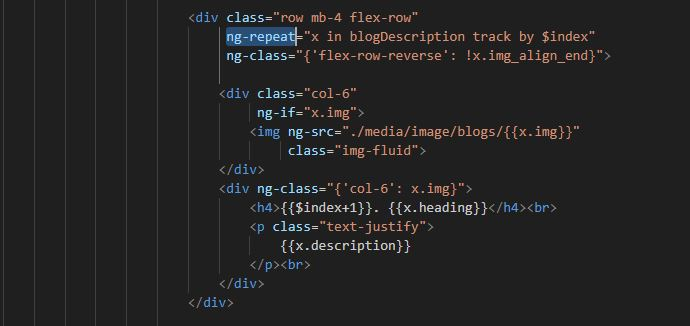 <div class="row mb-4 flex-row"
ng-repeat="x in blogDescription track by $index"
ng-class="{'flex-row-reverse': !x.img_align_end}">
<div class="col-6"
ng-if="x.img">
<img ng-src="./media/image/blogs/{{x.img}}"
class="img-fluid">
</div>
<div ng-class="{'col-6': x.img}">
<h4>{{$index+1}}. {{x.heading}}</h4><br>
<p class="text-justify">
{{x.description}}
</p><br>
</div>
</div>